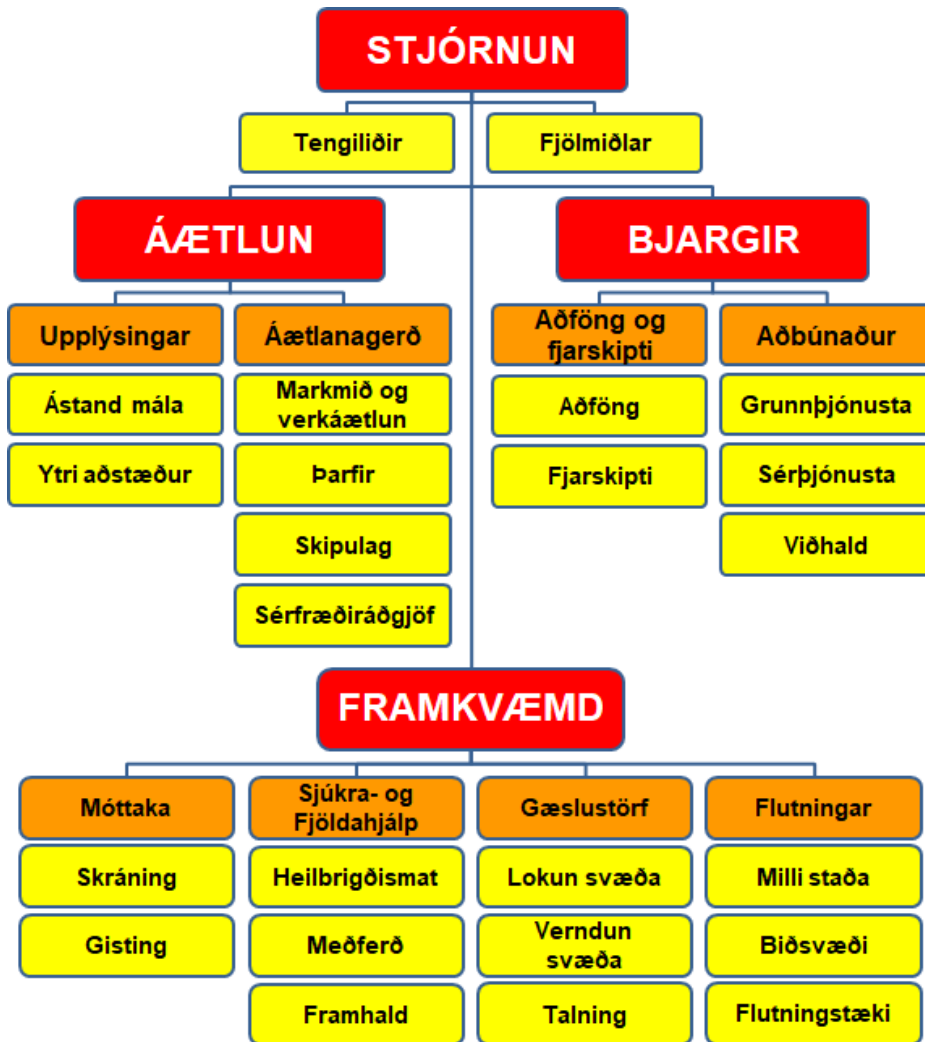 STJÓRNUN
Tengiliðir
Fjölmiðlar
ÁÆTLUN
BJARGIR
Upplýsingar
Ástand mála
Ytri aðstæður
Áætlanagerð
Markmið og
verkáætlun
Þarfir
Skipulag
Sérfræðiráðgjöf
Aðföng og
fjarskipti
Aðföng
Fjarskipti
Aðbúnaður
Grunnþjónusta
Sérþjónusta
Viðhald
FRAMKVÆMD
Móttaka
Skráning
Gisting
Sjúkra- og
Fjöldahjálp
Heilbrigðismat
Meðferð
Framhald
Gæslustörf
Lokun svæða
Verndun
svæða
Talning
Flutningar
Milli staða
Biðsvæði
Flutningstæki